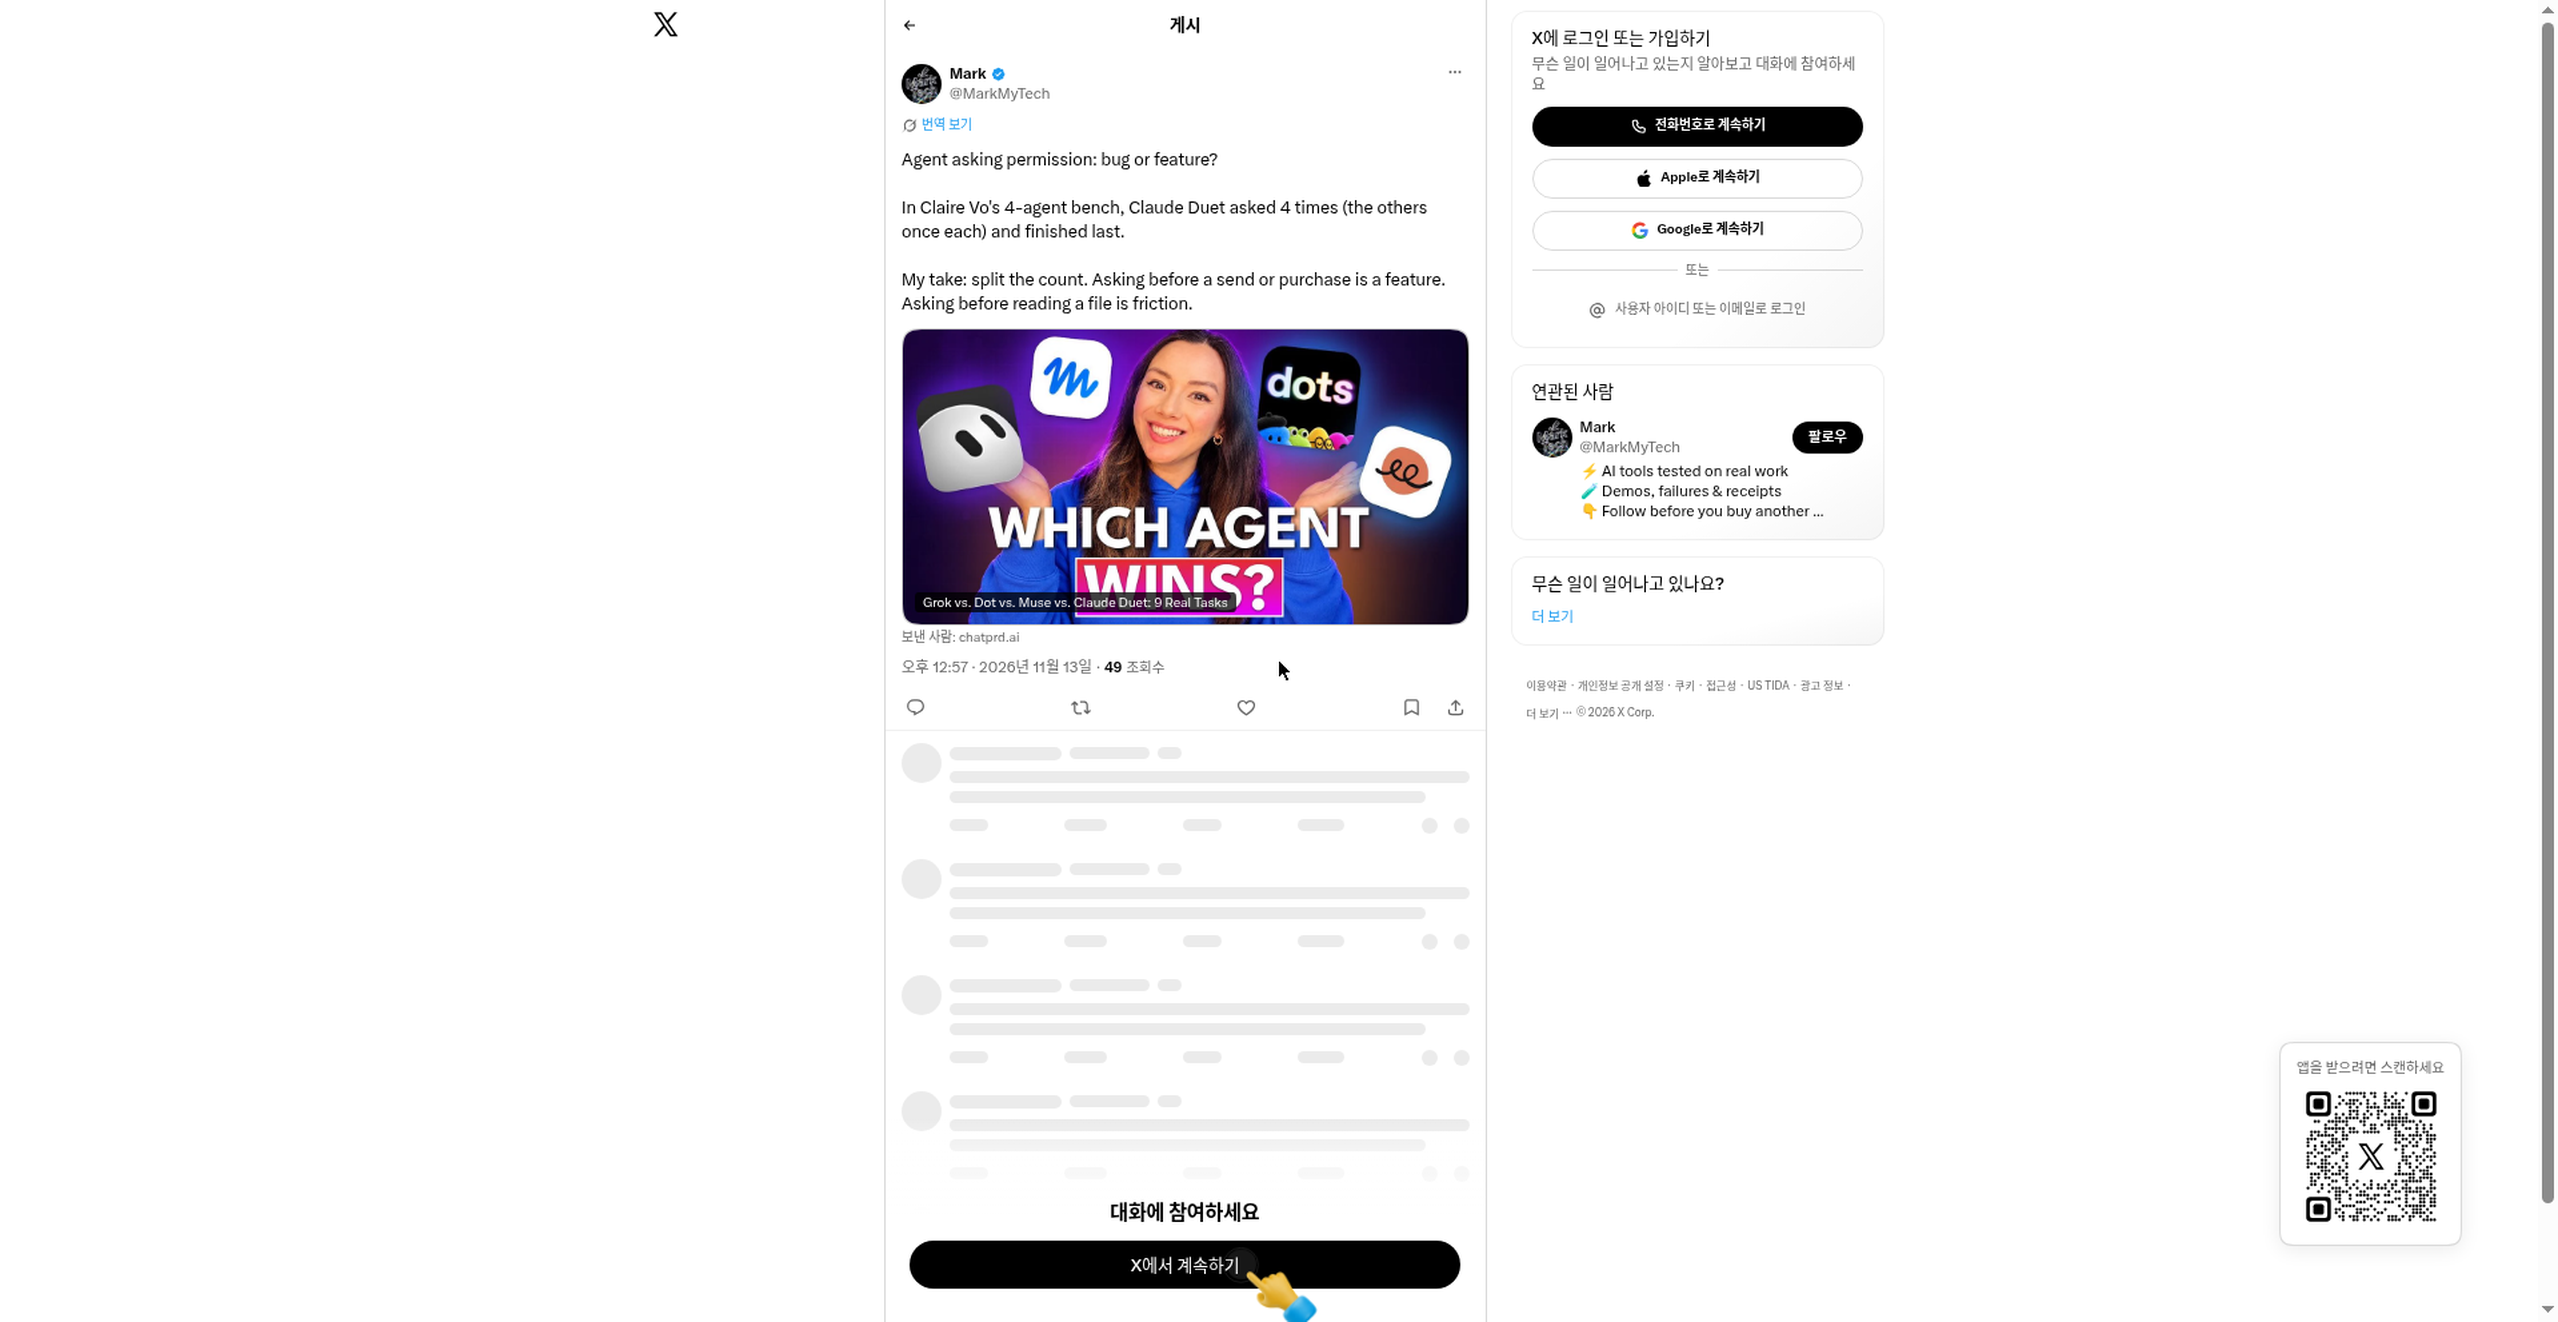 게시
Mark
@MarkMyTech
번역 보기
Agent asking permission: bug or feature?
In Claire Vo's 4-agent bench, Claude Duet asked 4 times (the others
once each) and finished last.
My take: split the count. Asking before a send or purchase is a feature.
Asking before reading a file is friction.
dots
WHICH AGENT
WINS?
Grok vs. Dot vs. Muse vs. Claude Duet: 9 Real Tasks
보낸 사람: chatprd.ai
오후 12:57 · 2026년 11월 13일 · 49 조회수
대화에 참여하세요
X에서 계속하기
X에 로그인 또는 가입하기
무슨 일이 일어나고 있는지 알아보고 대화에 참여하세
요
전화번호로 계속하기
Apple로 계속하기
Google로 계속하기
또는
사용자 아이디 또는 이메일로 로그인
연관된 사람
Mark
@MarkMyTech
팔로우
⚡ AI tools tested on real work
🧪 Demos, failures & receipts
👇 Follow before you buy another ...
무슨 일이 일어나고 있나요?
더 보기
이용약관 · 개인정보 공개 설정 · 쿠키 · 접근성 · US TIDA · 광고 정보 ·
더 보기 ··· © 2026 X Corp.
앱을 받으려면 스캔하세요